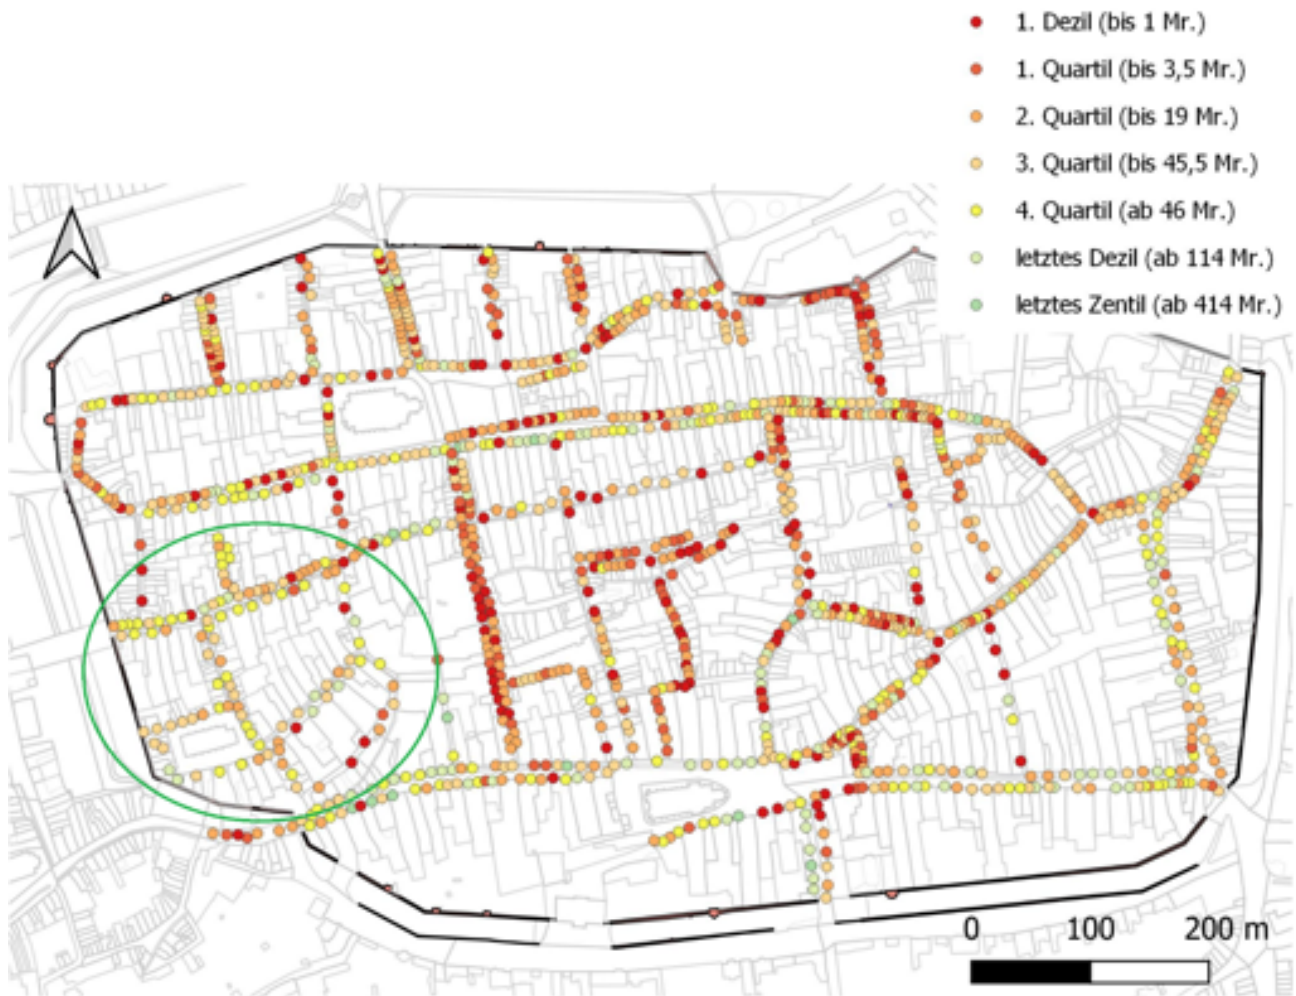 1. Dezil (bis 1 Mr.)
1. Quartil (bis 3,5 Mr.)
2. Quartil (bis 19 Mr.)
3. Quartil (bis 45,5 Mr.)
4. Quartil (ab 46 Mr.)
letztes Dezil (ab 114 Mr.)
letztes Zentil (ab 414 Mr.)
0 100 200 m